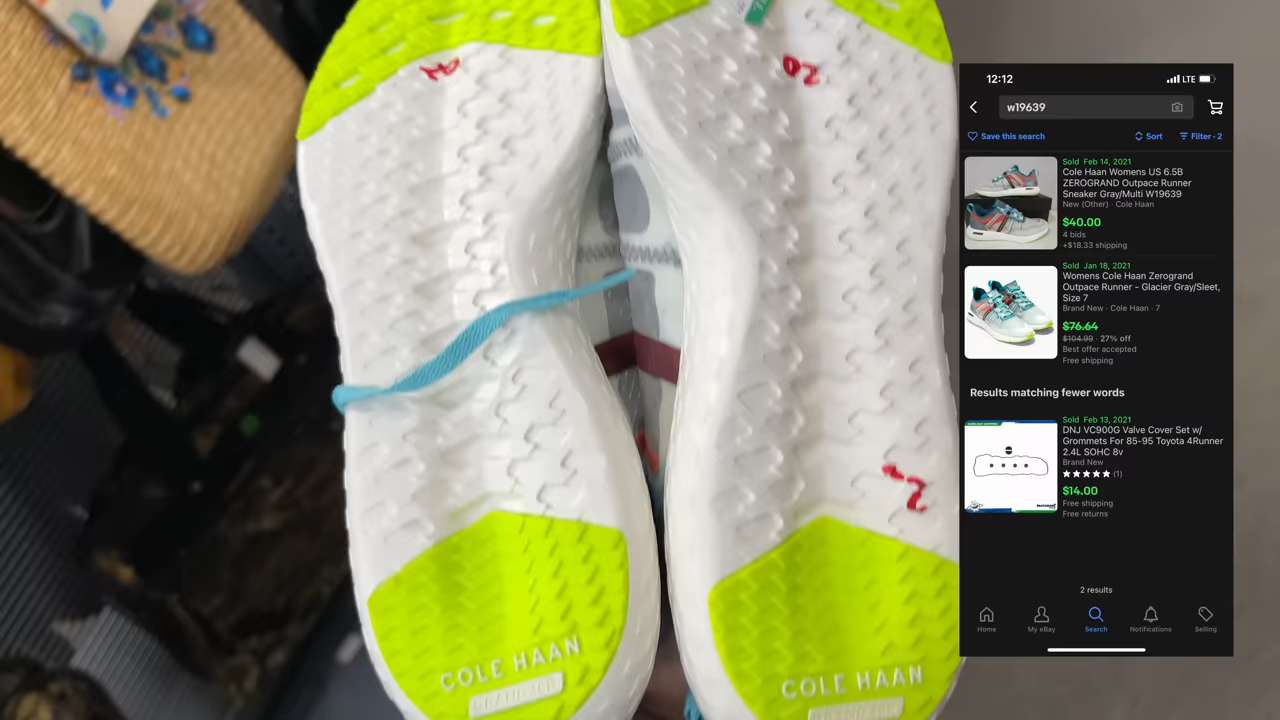 COLE HAAN
GRAND.ØS
COLE HAAN
12:12
LTE
w19639
Save this search
Sort
Filter · 2
Sold Feb 14, 2021
Cole Haan Womens US 6.5B
ZEROGRAND Outpace Runner
Sneaker Gray/Multi W19639
New (Other) · Cole Haan
$40.00
4 bids
+$18.33 shipping
Sold Jan 18, 2021
Womens Cole Haan Zerogrand
Outpace Runner - Glacier Gray/Sleet,
Size 7
Brand New · Cole Haan · 7
$76.64
$104.99 · 27% off
Best offer accepted
Free shipping
Results matching fewer words
Sold Feb 13, 2021
DNJ VC900G Valve Cover Set w/
Grommets For 85-95 Toyota 4Runner
2.4L SOHC 8v
Brand New
(1)
$14.00
Free shipping
Free returns
2 results
Home
My eBay
Search
Notifications
Selling